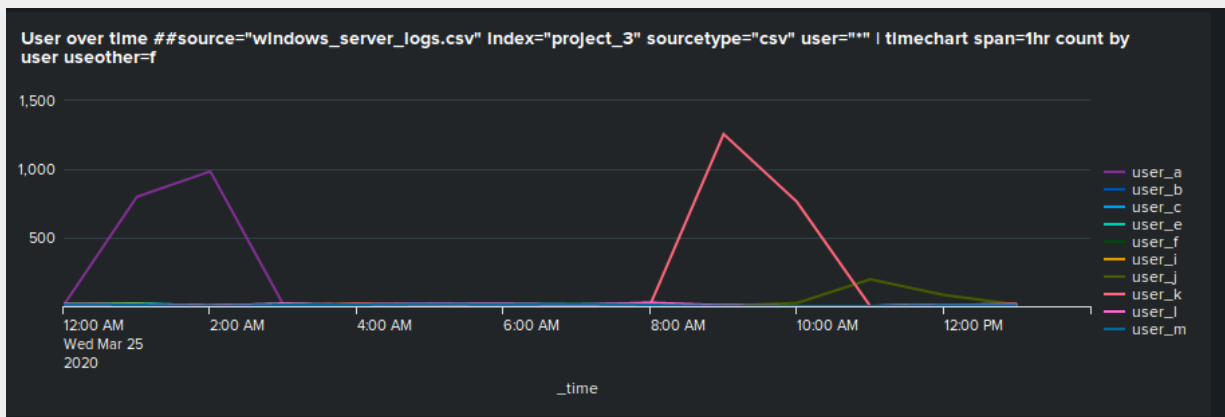 User over time ##source="windows_server_logs.csv" index="project_3" sourcetype="csv" user="*" | timechart span=1hr count by
user useother=f
1,500
1,000
500
12:00 AM
Wed Mar 25
2020
2:00 AM
4:00 AM
6:00 AM
8:00 AM
10:00 AM
12:00 PM
_time
user_a
user_b
user_c
user_e
user_f
user_i
user_j
user_k
user_l
user_m